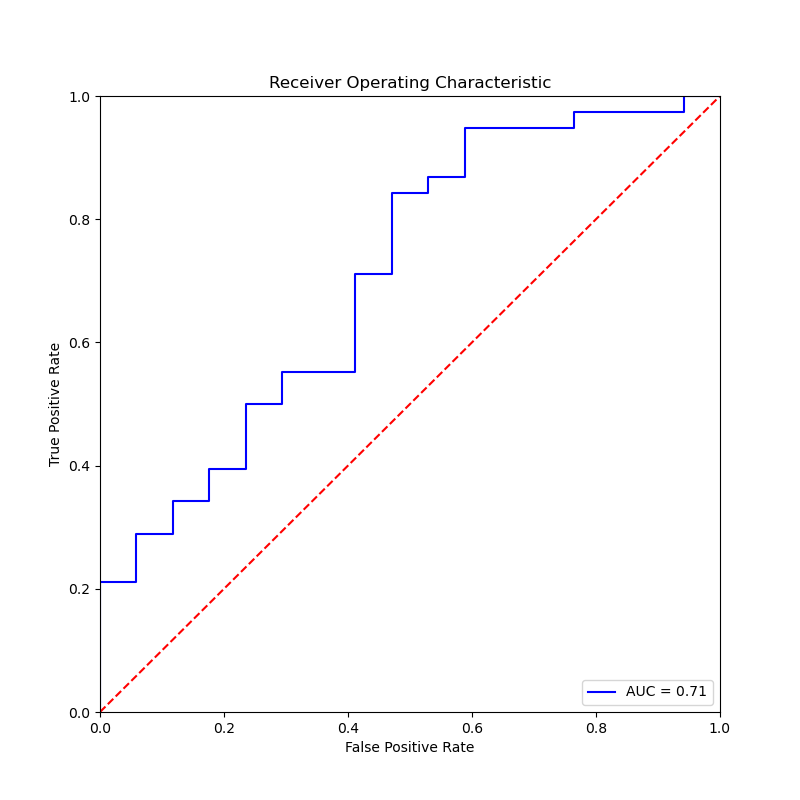 Receiver Operating Characteristic
1.0
0.8
0.6
0.4
0.2
0.0
True Positive Rate
AUC = 0.71
0.0 0.2 0.4 0.6 0.8 1.0
False Positive Rate